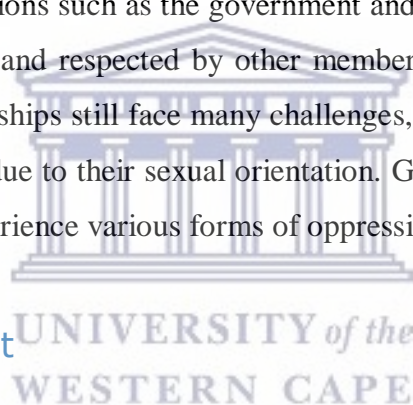 ions such as the government and
and respected by other member
ships still face many challenges,
due to their sexual orientation. G
erience various forms of oppressi
t
UNIVERSITY of the
WESTERN CAPE